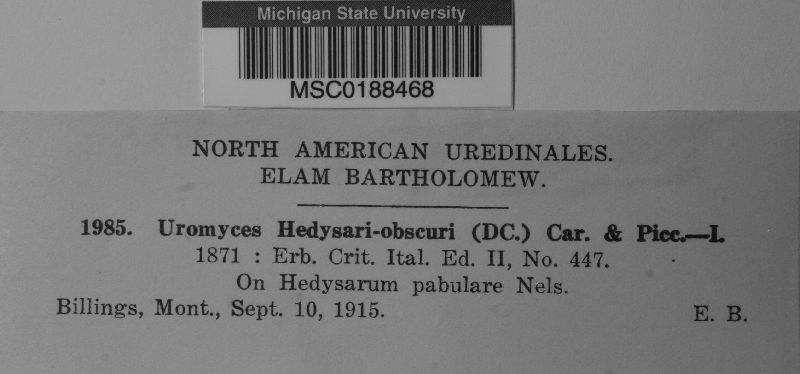 Michigan State University
MSC0188468
NORTH AMERICAN UREDINALES.
ELAM BARTHOLOMEW.
1985. Uromyces Hedysari-obscuri (DC.) Car. & Picc.—I.
1871 : Erb. Crit. Ital. Ed. II, No. 447.
On Hedysarum pabulare Nels.
Billings, Mont., Sept. 10, 1915. E. B.